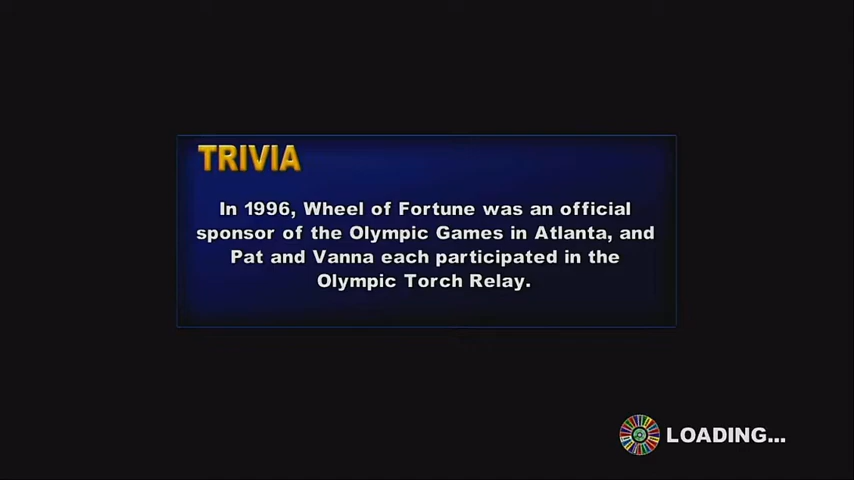 TRIVIA
In 1996, Wheel of Fortune was an official
sponsor of the Olympic Games in Atlanta, and
Pat and Vanna each participated in the
Olympic Torch Relay.
LOADING...